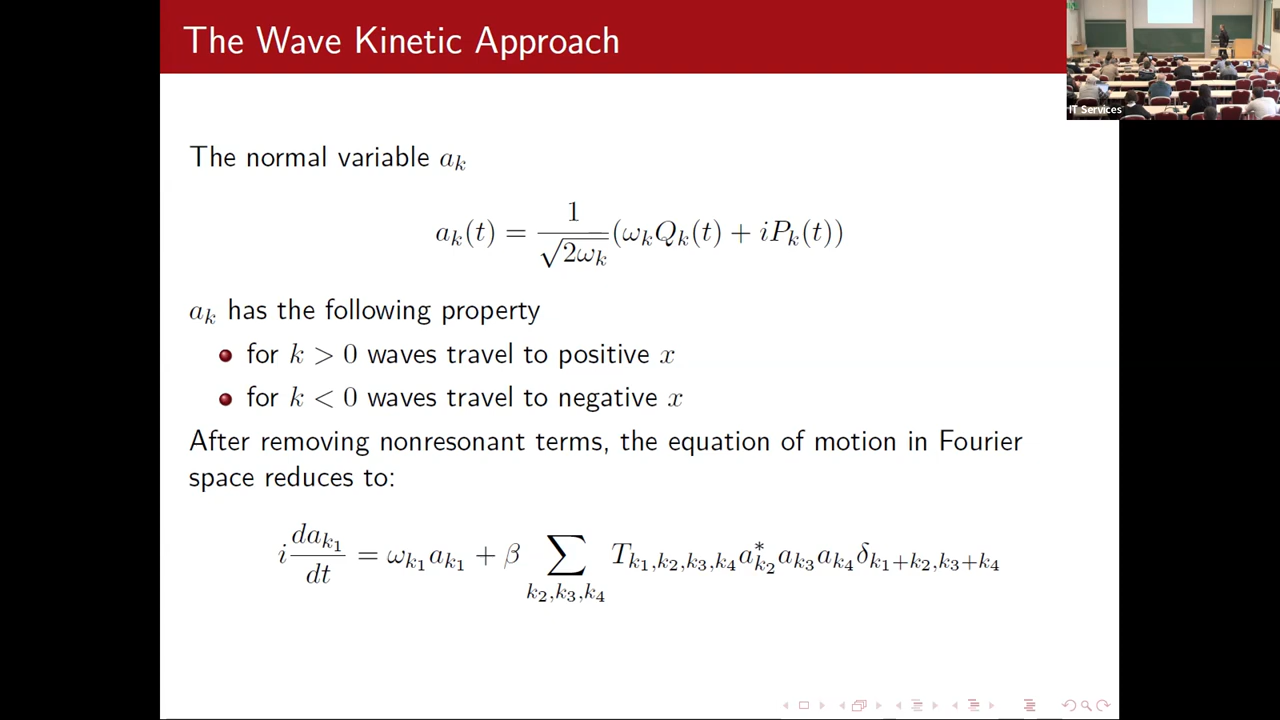 The Wave Kinetic Approach
IT Services
The normal variable $a_k$
$a_k(t) = \frac{1}{\sqrt{2\omega_k}}(\omega_k Q_k(t) + iP_k(t))$
$a_k$ has the following property
for $k > 0$ waves travel to positive $x$
for $k < 0$ waves travel to negative $x$
After removing nonresonant terms, the equation of motion in Fourier
space reduces to:
$i\frac{da_{k_1}}{dt} = \omega_{k_1} a_{k_1} + \beta \sum_{k_2,k_3,k_4} T_{k_1,k_2,k_3,k_4} a^*_{k_2} a_{k_3} a_{k_4} \delta_{k_1+k_2,k_3+k_4}$